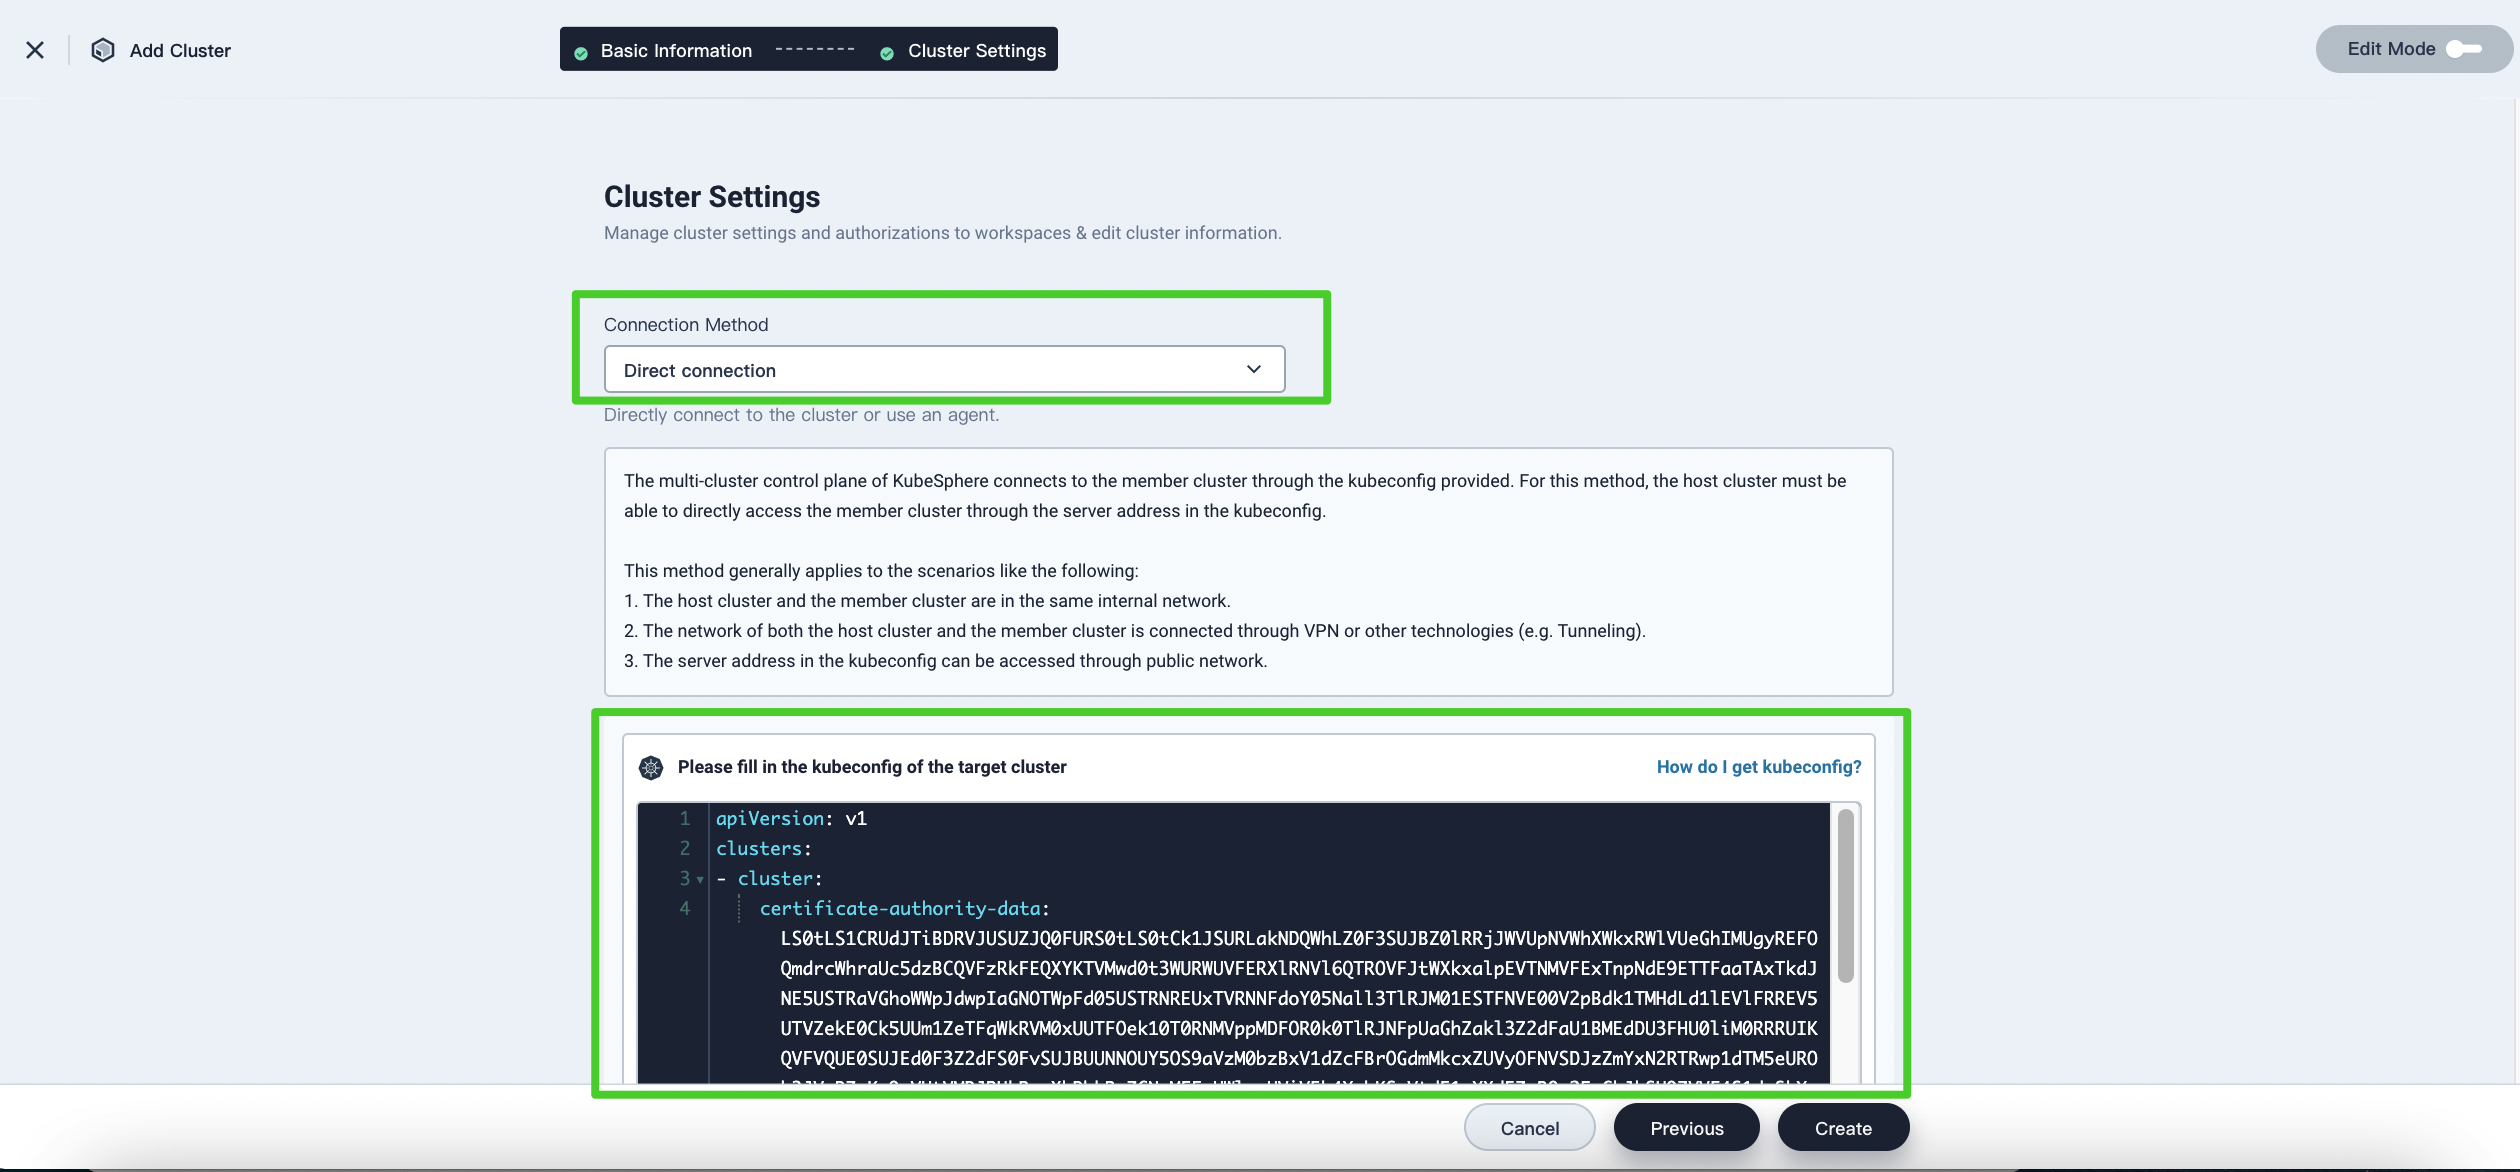 Add Cluster
Basic Information
Cluster Settings
Edit Mode
Cluster Settings
Manage cluster settings and authorizations to workspaces & edit cluster information.
Connection Method
Direct connection
Directly connect to the cluster or use an agent.
The multi-cluster control plane of KubeSphere connects to the member cluster through the kubeconfig provided. For this method, the host cluster must be
able to directly access the member cluster through the server address in the kubeconfig.
This method generally applies to the scenarios like the following:
1. The host cluster and the member cluster are in the same internal network.
2. The network of both the host cluster and the member cluster is connected through VPN or other technologies (e.g. Tunneling).
3. The server address in the kubeconfig can be accessed through public network.
Please fill in the kubeconfig of the target cluster
How do I get kubeconfig?
1 apiVersion: v1
2 clusters:
3 - cluster:
4 certificate-authority-data:
LS0tLS1CRUdJTiBDRVJUSUZJQ0FURS0tLS0tCk1JSURLakNDQWhLZ0F3SUJBZ0lRRjJWVUpNVWhXWkxRWlVUeGhIMUgyREFO
QmdrcWhraUc5dzBCQVFzRkFEQXYKTVMwd0t3WURWUVFERXlRNVl6QTROVFJtWXkxalpEVTNMVFExTnpNdE9ETTFaaTAxTkdJ
NE5USTRaVGhoWWpJdwpIaGNOTWpFd05USTRNREUxTVRNNFdoY05Nall3TlRJM01ESTFNVE00V2pBdk1TMHdLd1lEVlFRREV5
UTVZekE0Ck5UUm1ZeTFqWkRVM0xUUTFOek10T0RNMVppMDFOR0k0TlRJNFpUaGhZakl3Z2dFaU1BMEdDU3FHU0liM0RRRUIK
QVFVQUE0SUJEd0F3Z2dFS0FvSUJBUUNNOUY5OS9aVzM0bzBxV1dZcFBrOGdmMkcxZUVyOFNVSDJzZmYxN2RTRwp1dTM5eURO
Cancel
Previous
Create